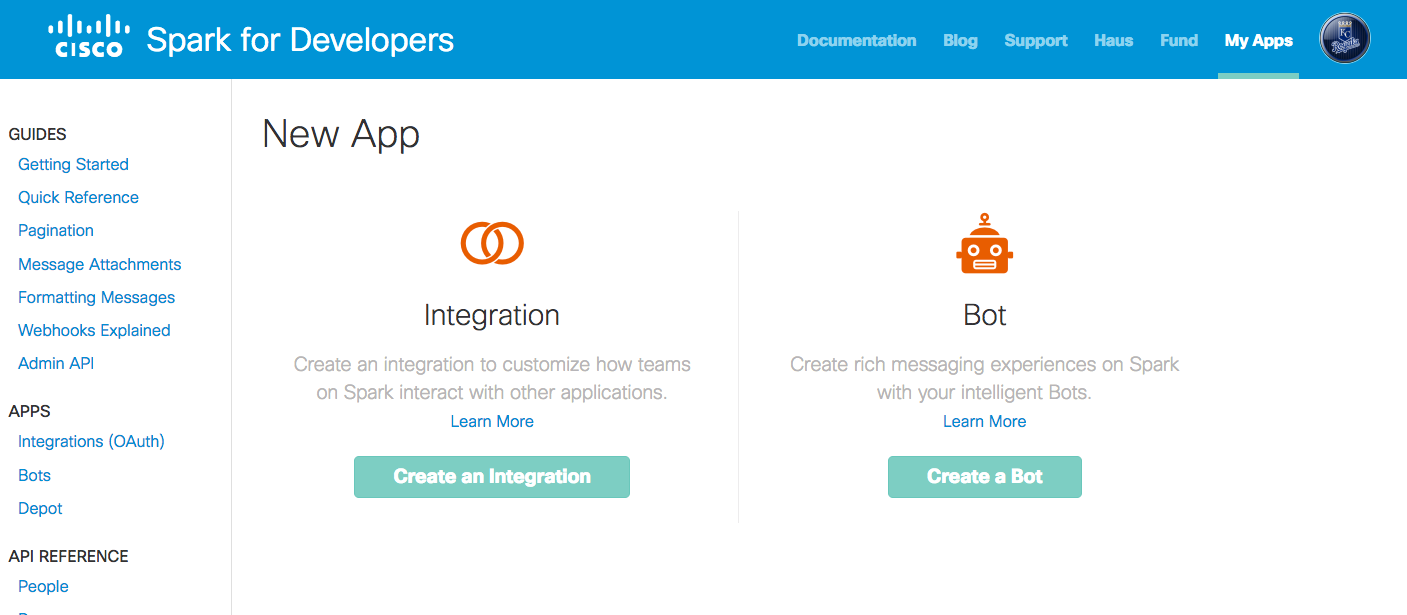 CISCO Spark for Developers
Documentation Blog Support Haus Fund My Apps
KC
Royals
GUIDES
Getting Started
Quick Reference
Pagination
Message Attachments
Formatting Messages
Webhooks Explained
Admin API
APPS
Integrations (OAuth)
Bots
Depot
API REFERENCE
People
New App
Integration
Create an integration to customize how teams
on Spark interact with other applications.
Learn More
Create an Integration
Bot
Create rich messaging experiences on Spark
with your intelligent Bots.
Learn More
Create a Bot